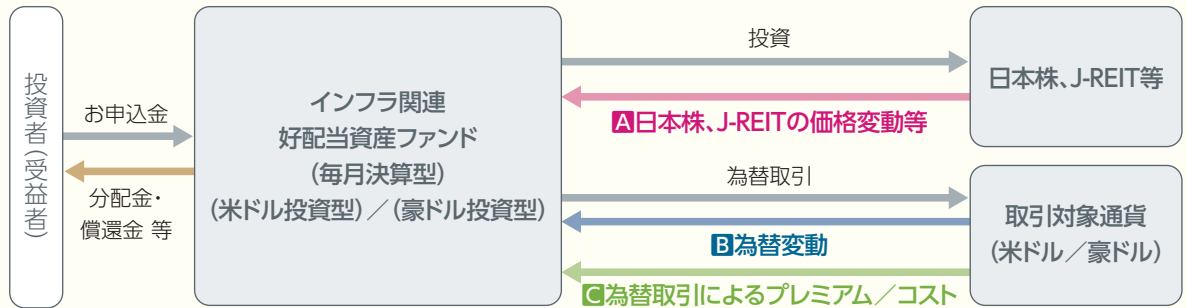 投資者（受益者）
お申込金
分配金・
償還金 等
インフラ関連
好配当資産ファンド
（毎月決算型）
（米ドル投資型）／（豪ドル投資型）
投資
A日本株、J-REITの価格変動等
為替取引
B為替変動
C為替取引によるプレミアム／コスト
日本株、J-REIT等
取引対象通貨
（米ドル／豪ドル）